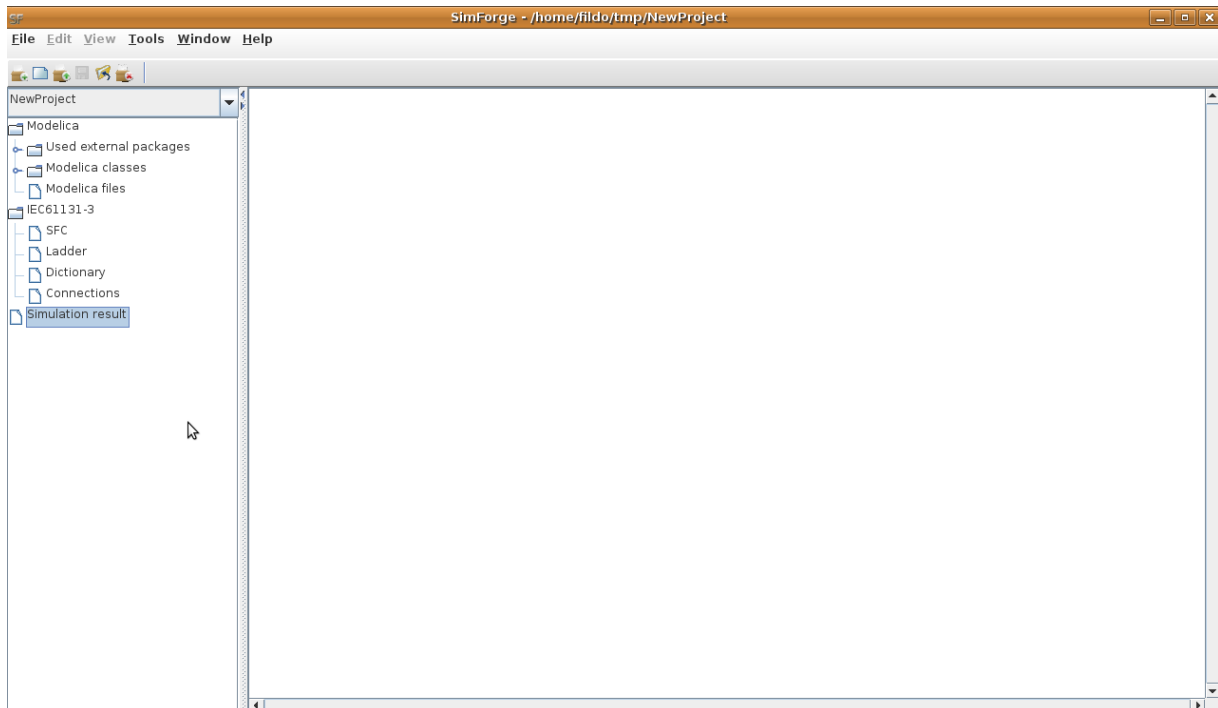 SF SimForge - /home/fildo/tmp/NewProject
File Edit View Tools Window Help
NewProject
Modelica
Used external packages
Modelica classes
Modelica files
IEC61131-3
SFC
Ladder
Dictionary
Connections
Simulation result